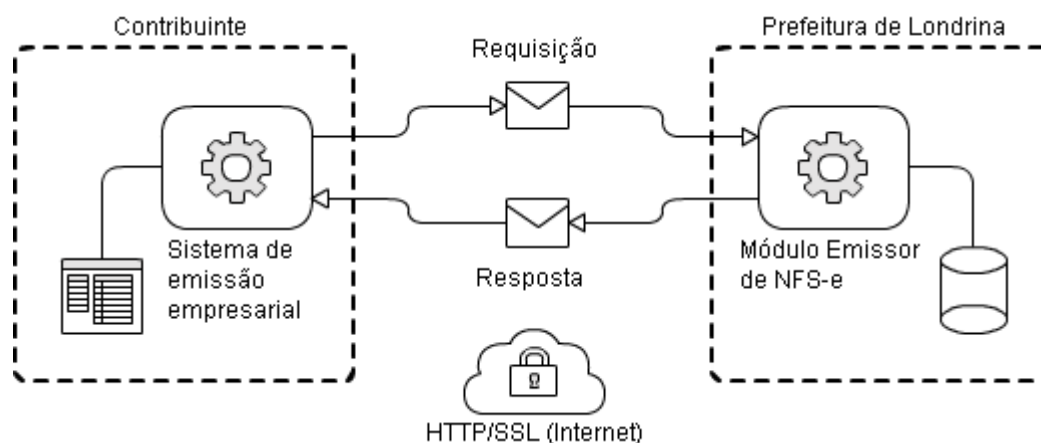 Contribuinte
Prefeitura de Londrina
Requisição
Sistema de
emissão
empresarial
Resposta
Módulo Emissor
de NFS-e
HTTP/SSL (Internet)